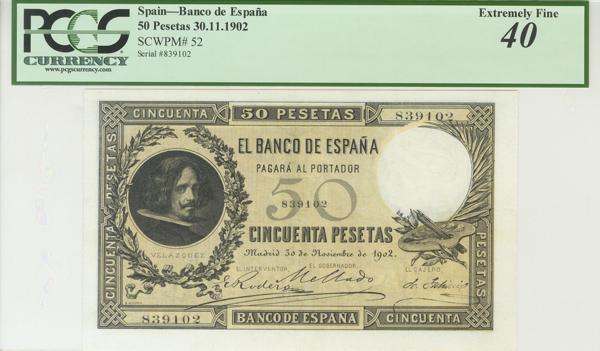 PCGS
CURRENCY
www.pcgscurrency.com
Spain—Banco de España
50 Pesetas 30.11.1902
SCWPM# 52
Serial #839102
Extremely Fine
40
CINCUENTA
50 PESETAS
839102
CINCUENTA PESETAS
PESETAS
EL BANCO DE ESPAÑA
PAGARÁ AL PORTADOR
50
839102
CINCUENTA PESETAS
Madrid 30 de Noviembre de 1902.
VELÁZQUEZ
EL INTERVENTOR,
EL GOBERNADOR,
EL CAJERO,
839102
BANCO DE ESPAÑA
CINCUENTA